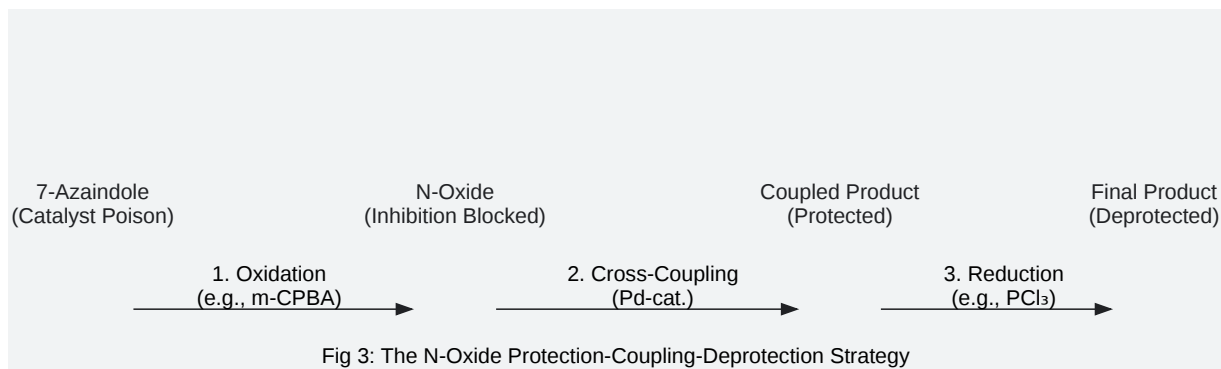 7-Azaindole
(Catalyst Poison)
N-Oxide
(Inhibition Blocked)
Coupled Product
(Protected)
Final Product
(Deprotected)
1. Oxidation
(e.g., m-CPBA)
2. Cross-Coupling
(Pd-cat.)
3. Reduction
(e.g., PCl₃)
Fig 3: The N-Oxide Protection-Coupling-Deprotection Strategy